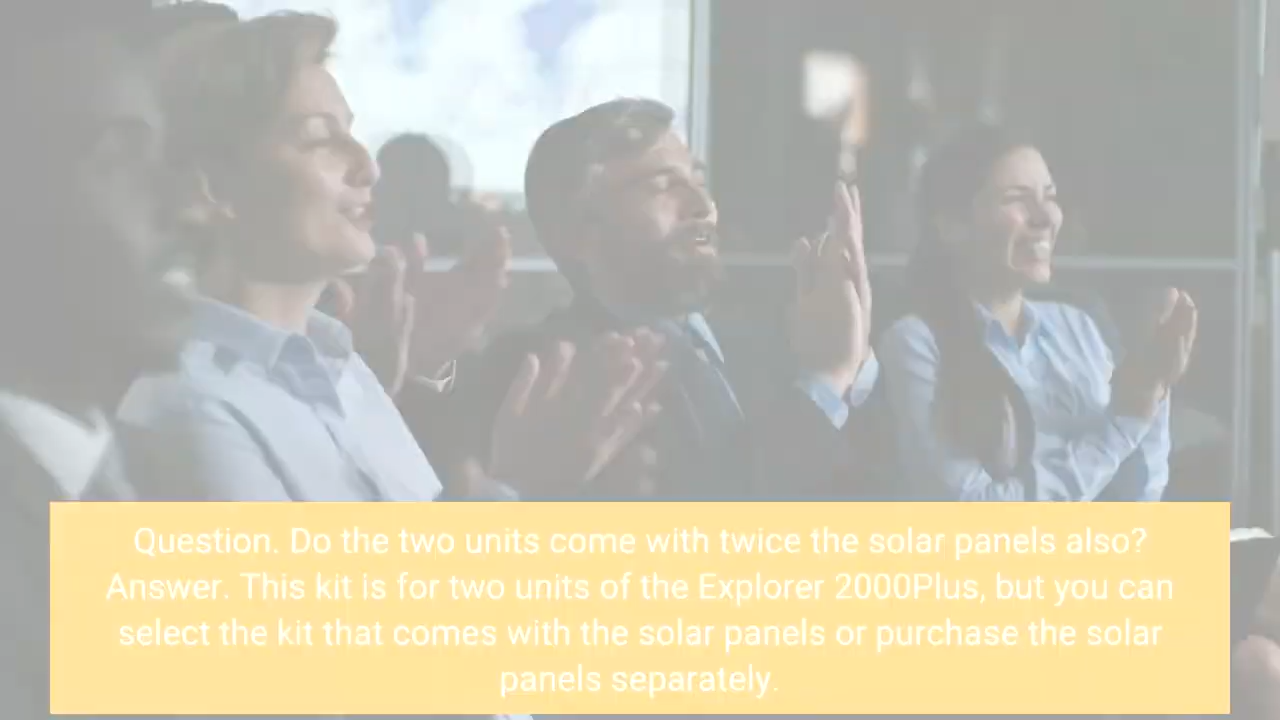 Question. Do the two units come with twice the solar panels also?
Answer. This kit is for two units of the Explorer 2000Plus, but you can
select the kit that comes with the solar panels or purchase the solar
panels separately.